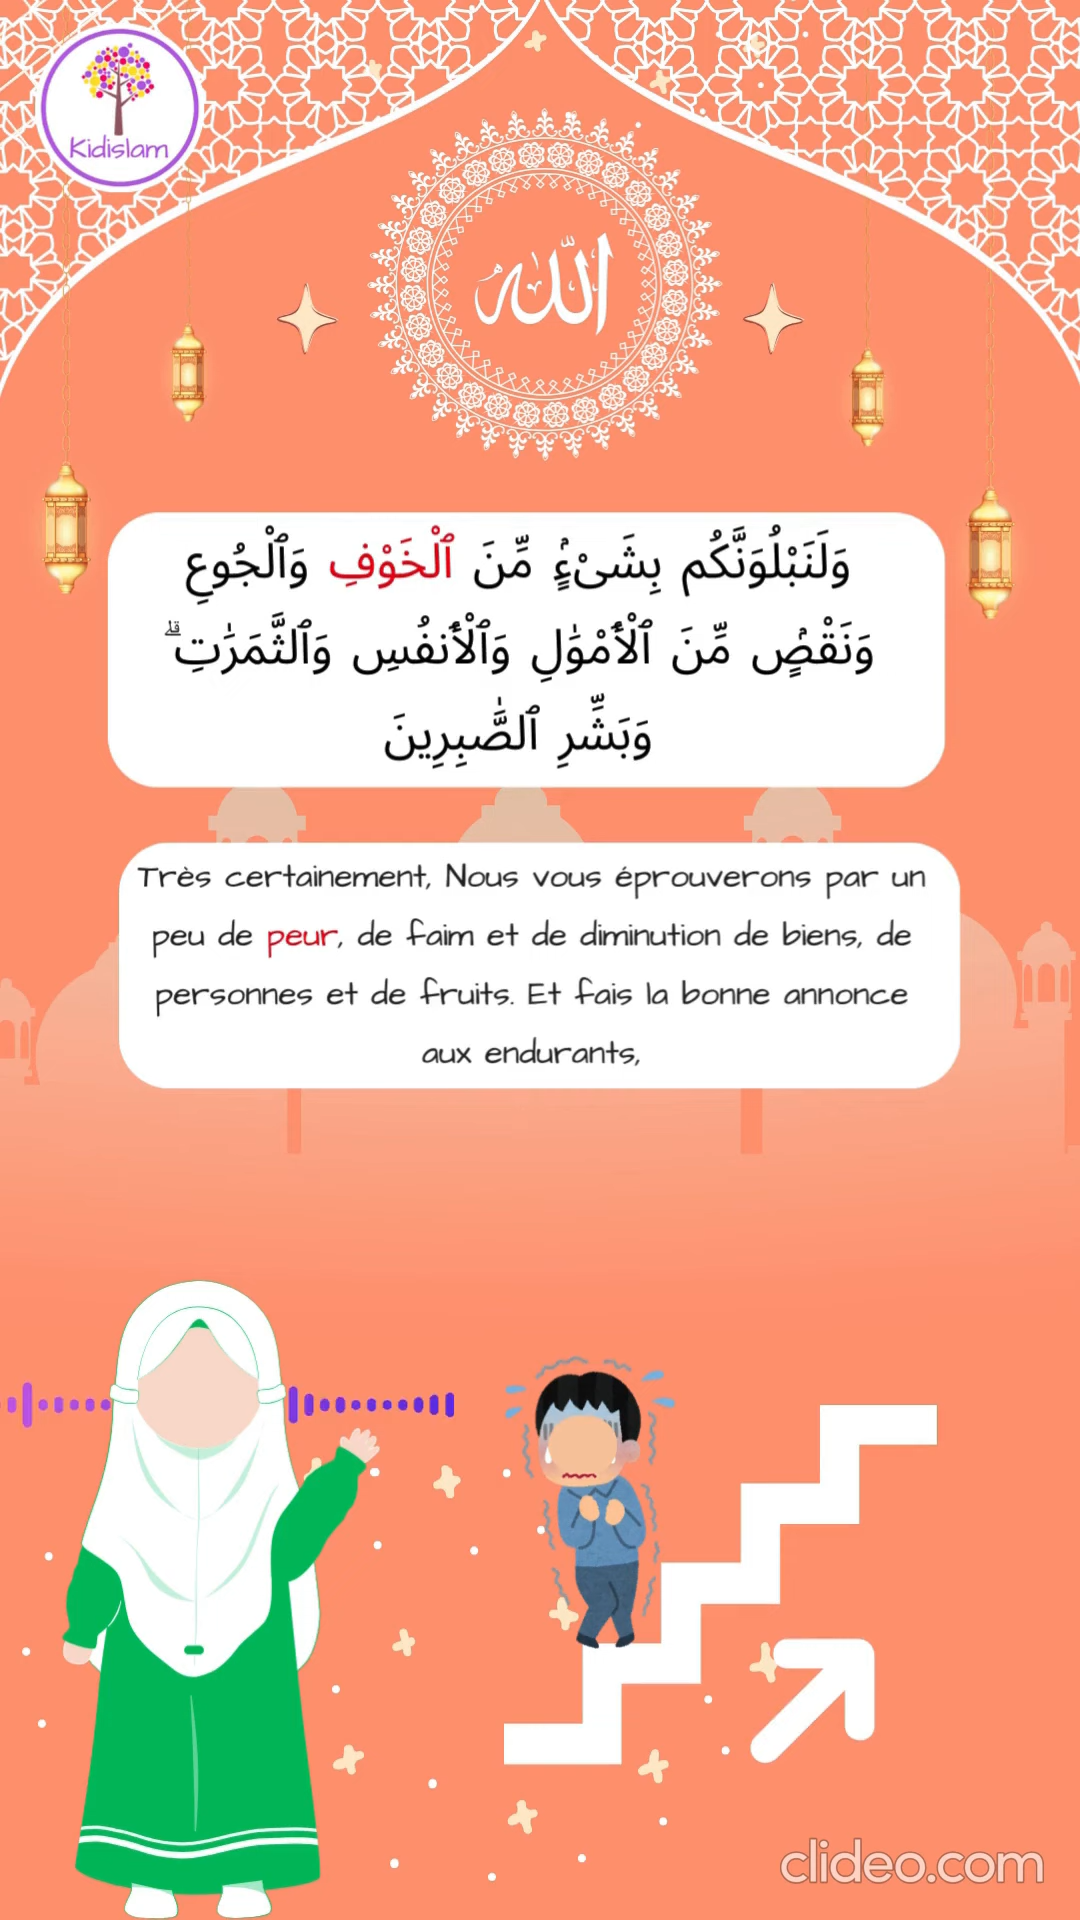 Kidislam
الله
وَلَنَبْلُوَنَّكُم بِشَىْءٍۢ مِّنَ ٱلْخَوْفِ وَٱلْجُوعِ
وَنَقْصٍۢ مِّنَ ٱلْأَمْوَٰلِ وَٱلْأَنفُسِ وَٱلثَّمَرَٰتِ ۗ
وَبَشِّرِ ٱلصَّـٰبِرِينَ
Très certainement, Nous vous éprouverons par un
peu de peur, de faim et de diminution de biens, de
personnes et de fruits. Et fais la bonne annonce
aux endurants,
clideo.com